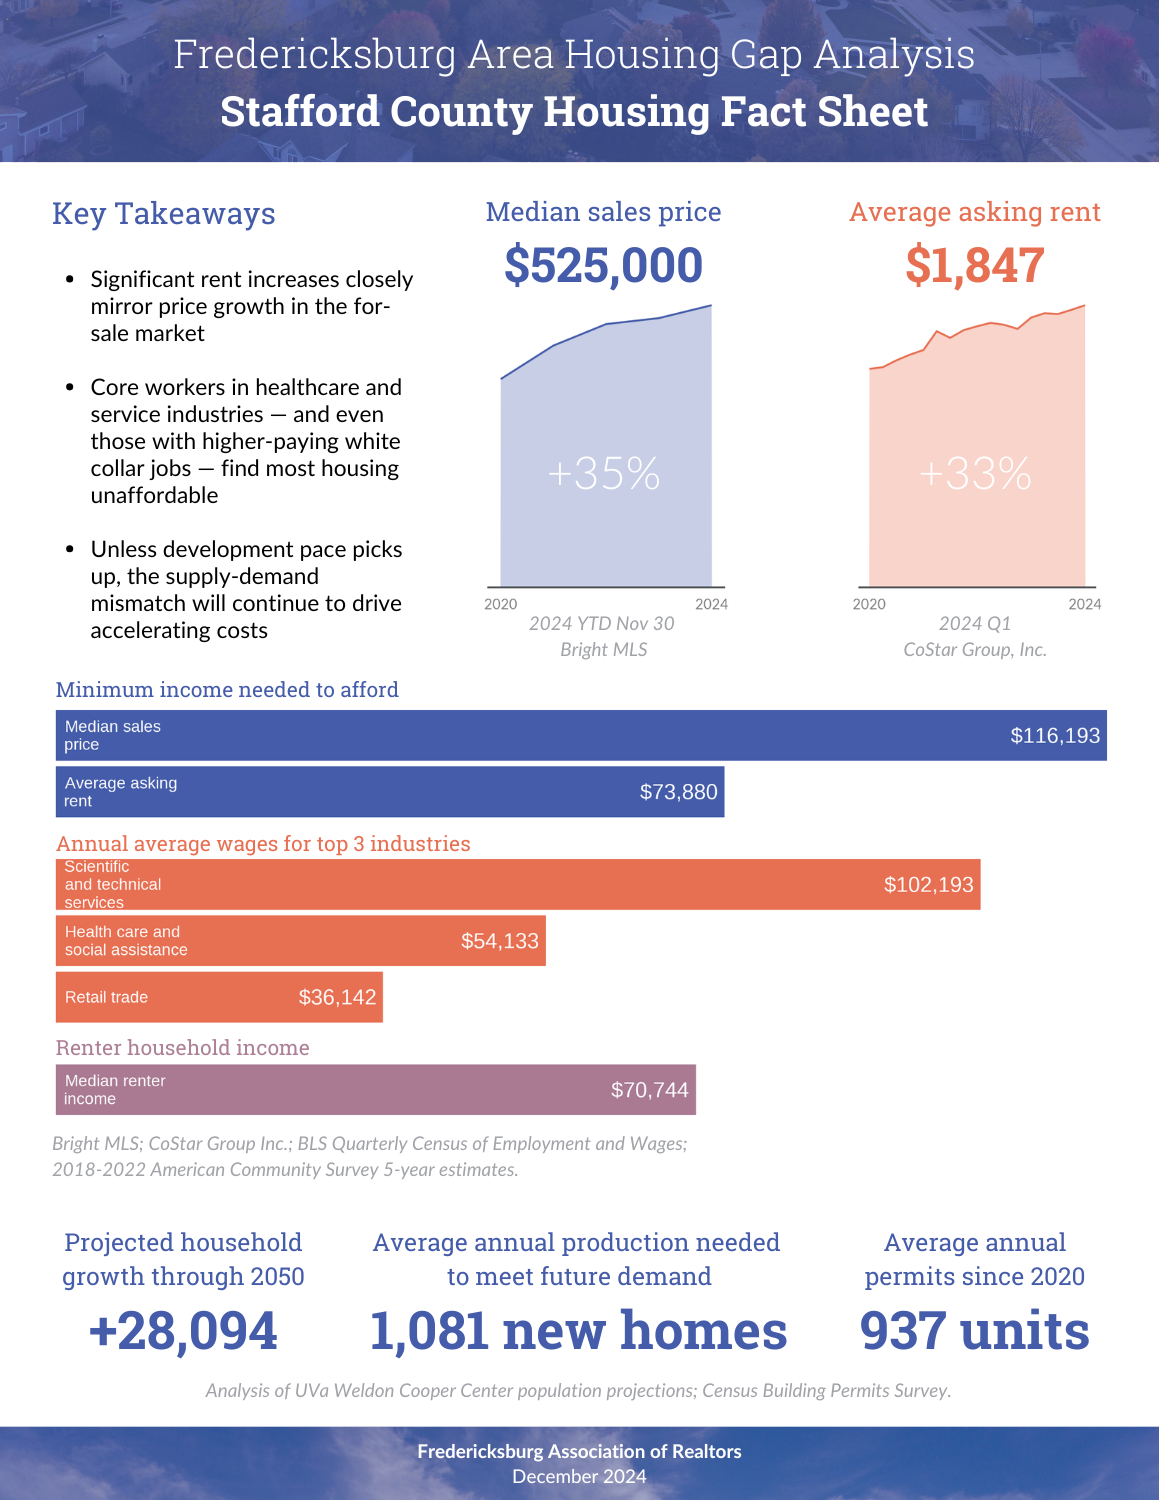 Fredericksburg Area Housing Gap Analysis
Stafford County Housing Fact Sheet
Key Takeaways
• Significant rent increases closely
mirror price growth in the for-
sale market
• Core workers in healthcare and
service industries — and even
those with higher-paying white
collar jobs — find most housing
unaffordable
• Unless development pace picks
up, the supply-demand
mismatch will continue to drive
accelerating costs
Median sales price
$525,000
+35%
2020 2024
2024 YTD Nov 30
Bright MLS
Average asking rent
$1,847
+33%
2020 2024
2024 Q1
CoStar Group, Inc.
Minimum income needed to afford
Median sales
price
$116,193
Average asking
rent
$73,880
Annual average wages for top 3 industries
Scientific
and technical
services
$102,193
Health care and
social assistance
$54,133
Retail trade
$36,142
Renter household income
Median renter
income
$70,744
Bright MLS; CoStar Group Inc.; BLS Quarterly Census of Employment and Wages;
2018-2022 American Community Survey 5-year estimates.
Projected household
growth through 2050
+28,094
Average annual production needed
to meet future demand
1,081 new homes
Average annual
permits since 2020
937 units
Analysis of UVa Weldon Cooper Center population projections; Census Building Permits Survey.
Fredericksburg Association of Realtors
December 2024